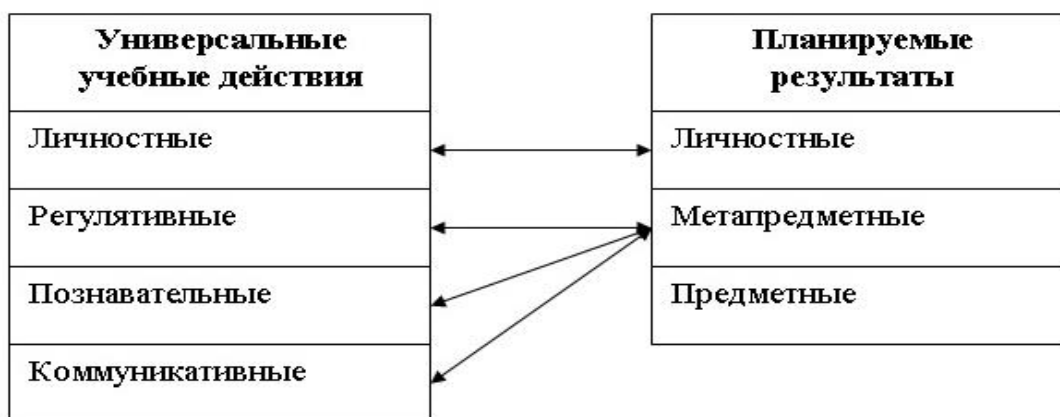 Универсальные
учебные действия
Личностные
Регулятивные
Познавательные
Коммуникативные
Планируемые
результаты
Личностные
Метапредметные
Предметные